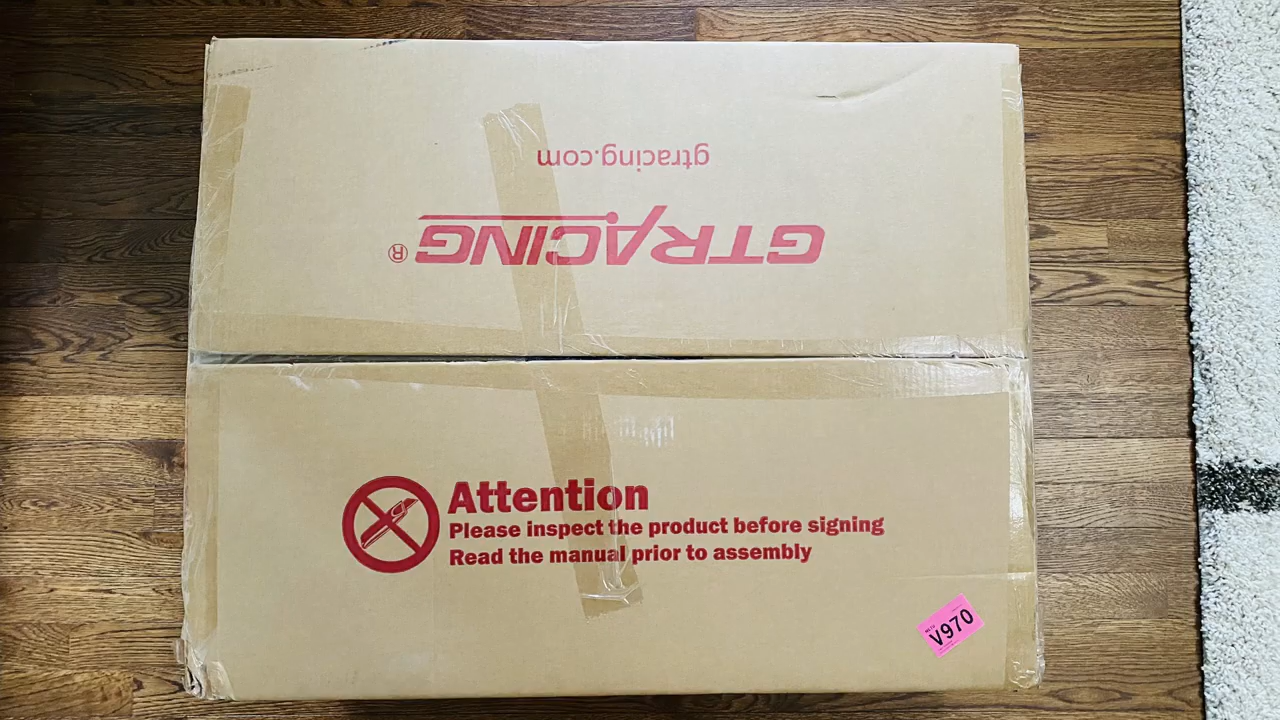 gtracing.com
GTRACING®
Attention
Please inspect the product before signing
Read the manual prior to assembly
V970